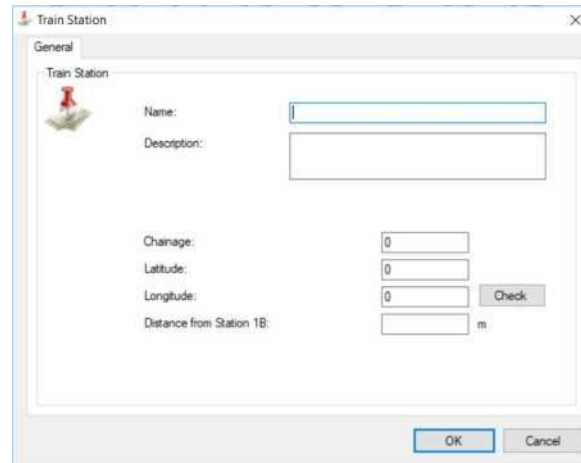 Train Station
General
Train Station
Name:
Description:
Chainage: 0
Latitude: 0
Longitude: 0 Check
Distance from Station 1B: m
OK Cancel